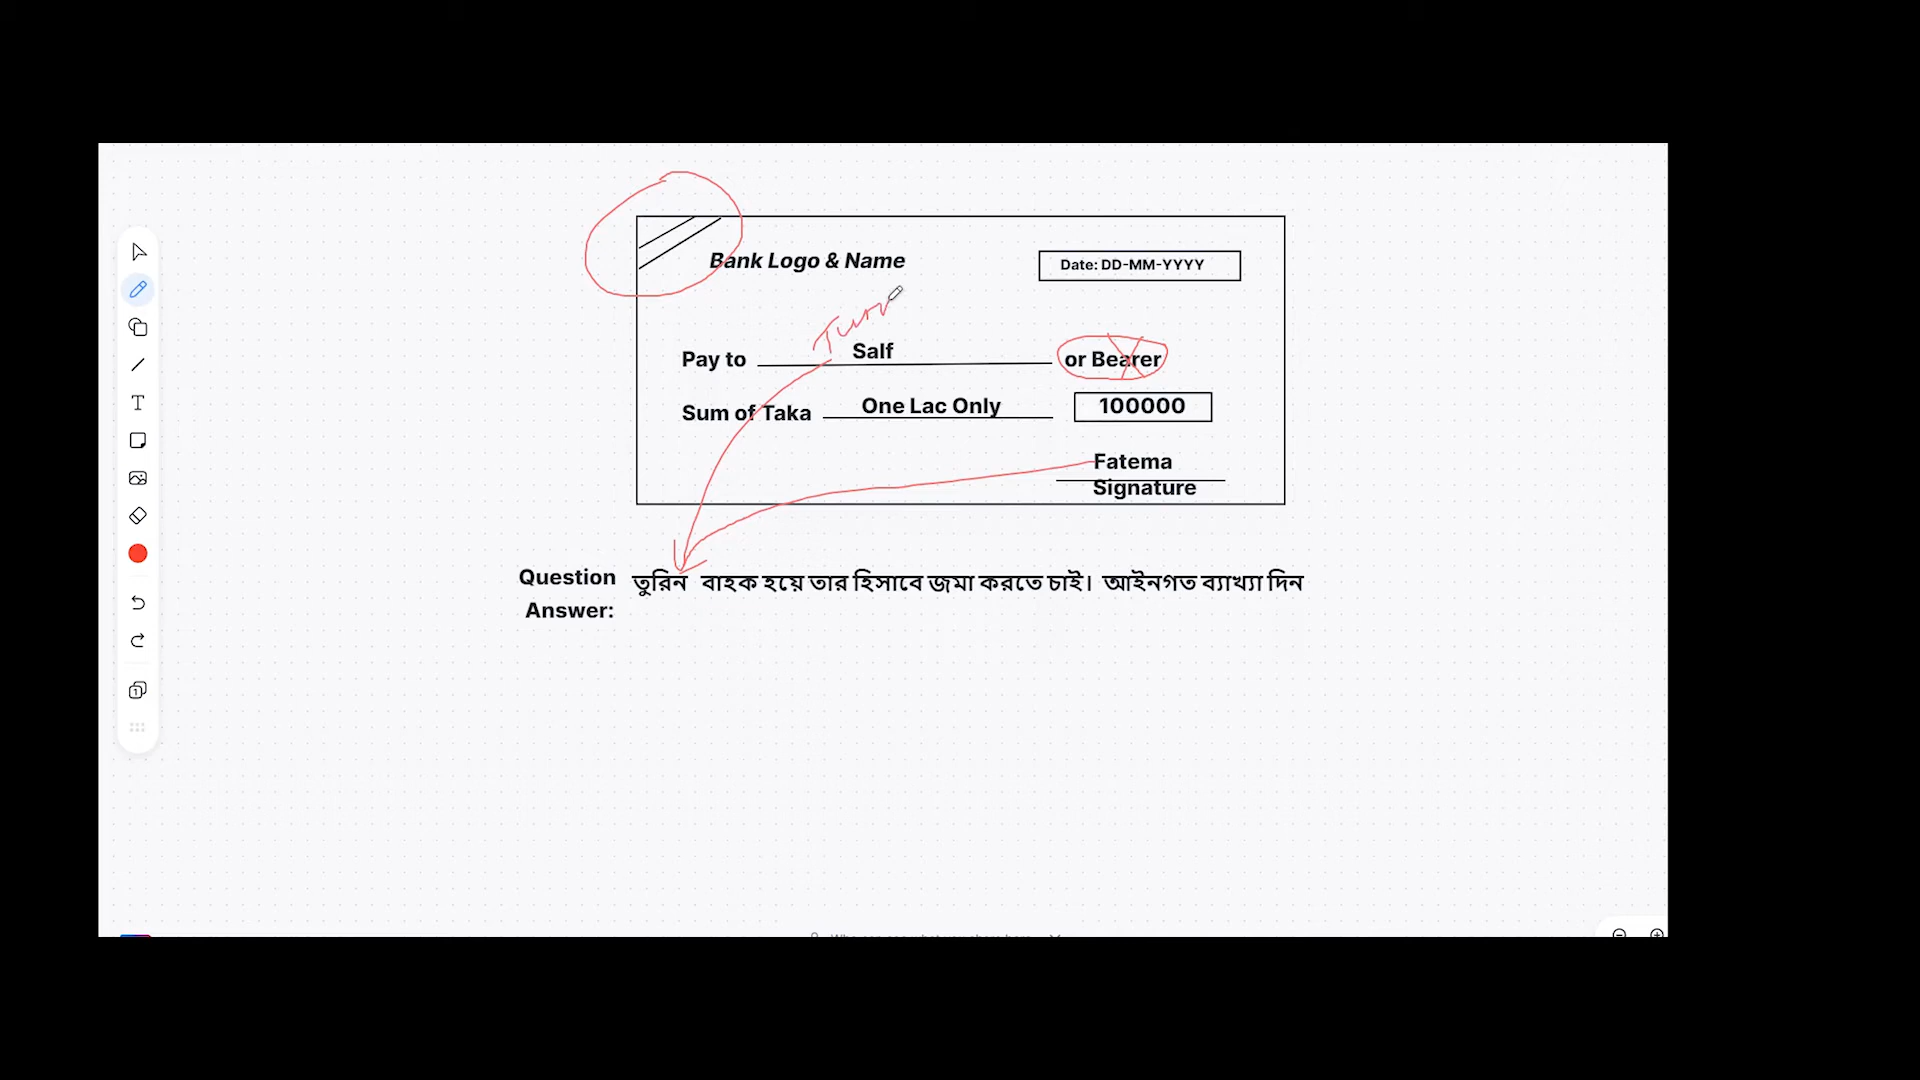 Bank Logo & Name
Date: DD-MM-YYYY
Pay to Salf or Bearer
Sum of Taka One Lac Only 100000
Fatema
Signature
Question তুরিন বাহক হয়ে তার হিসাবে জমা করতে চাই। আইনগত ব্যাখ্যা দিন
Answer: